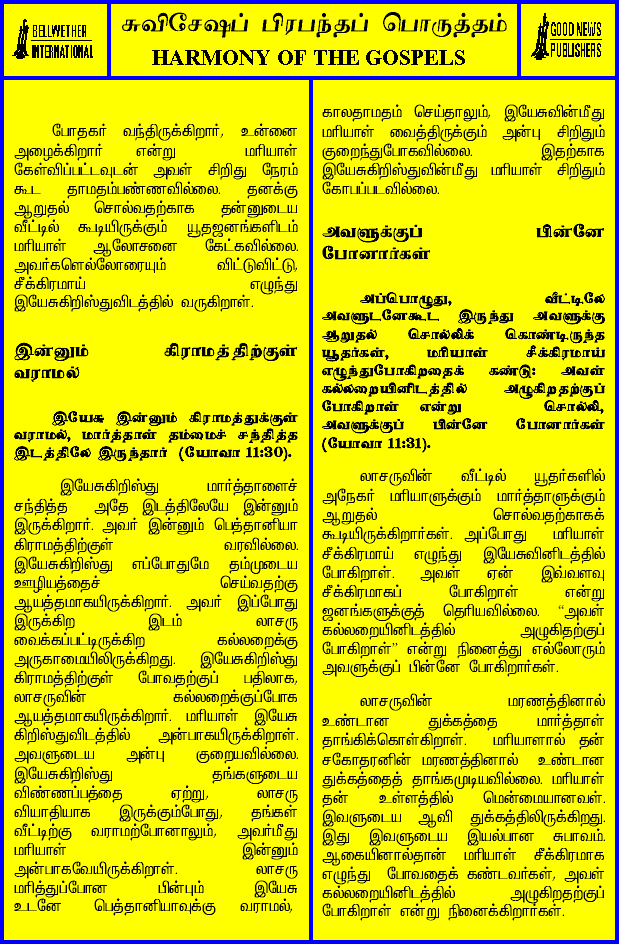 BELLWETHER
INTERNATIONAL
சுவிசேஷப் பிரபந்தப் பொருத்தம்
HARMONY OF THE GOSPELS
GOOD NEWS
PUBLISHERS
போதகர் வந்திருக்கிறார், உன்னை
அழைக்கிறார் என்று மரியாள்
கேள்விப்பட்டவுடன் அவள் சிறிது நேரம்
கூட தாமதம்பண்ணவில்லை. தனக்கு
ஆறுதல் சொல்வதற்காக தன்னுடைய
வீட்டில் கூடியிருக்கும் யூதஜனங்களிடம்
மரியாள் ஆலோசனை கேட்கவில்லை.
அவர்களெல்லோரையும் விட்டுவிட்டு,
சீக்கிரமாய் எழுந்து
இயேசுகிறிஸ்துவிடத்தில் வருகிறாள்.
இன்னும் கிராமத்திற்குள்
வராமல்
இயேசு இன்னும் கிராமத்துக்குள்
வராமல், மார்த்தாள் தம்மைச் சந்தித்த
இடத்திலே இருந்தார் (யோவா 11:30).
இயேசுகிறிஸ்து மார்த்தாளைச்
சந்தித்த அதே இடத்திலேயே இன்னும்
இருக்கிறார். அவர் இன்னும் பெத்தானியா
கிராமத்திற்குள் வரவில்லை.
இயேசுகிறிஸ்து எப்போதுமே தம்முடைய
ஊழியத்தைச் செய்வதற்கு
ஆயத்தமாகயிருக்கிறார். அவர் இப்போது
இருக்கிற இடம் லாசரு
வைக்கப்பட்டிருக்கிற கல்லறைக்கு
அருகாமையிலிருக்கிறது. இயேசுகிறிஸ்து
கிராமத்திற்குள் போவதற்குப் பதிலாக,
லாசருவின் கல்லறைக்குப்போக
ஆயத்தமாகயிருக்கிறார். மரியாள் இயேசு
கிறிஸ்துவிடத்தில் அன்பாகயிருக்கிறாள்.
அவளுடைய அன்பு குறையவில்லை.
இயேசுகிறிஸ்து தங்களுடைய
விண்ணப்பத்தை ஏற்று, லாசரு
வியாதியாக இருக்கும்போது, தங்கள்
வீட்டிற்கு வராமற்போனாலும், அவர்மீது
மரியாள் இன்னும்
அன்பாகவேயிருக்கிறாள். லாசரு
மரித்துப்போன பின்பும் இயேசு
உடனே பெத்தானியாவுக்கு வராமல்,
காலதாமதம் செய்தாலும், இயேசுவின்மீது
மரியாள் வைத்திருக்கும் அன்பு சிறிதும்
குறைந்துபோகவில்லை. இதற்காக
இயேசுகிறிஸ்துவின்மீது மரியாள் சிறிதும்
கோபப்படவில்லை.
அவளுக்குப் பின்னே
போனார்கள்
அப்பொழுது, வீட்டிலே
அவளுடனேகூட இருந்து அவளுக்கு
ஆறுதல் சொல்லிக் கொண்டிருந்த
யூதர்கள், மரியாள் சீக்கிரமாய்
எழுந்துபோகிறதைக் கண்டு: அவள்
கல்லறையினிடத்தில் அழுகிறதற்குப்
போகிறாள் என்று சொல்லி,
அவளுக்குப் பின்னே போனார்கள்
(யோவா 11:31).
லாசருவின் வீட்டில் யூதர்களில்
அநேகர் மரியாளுக்கும் மார்த்தாளுக்கும்
ஆறுதல் சொல்வதற்காகக்
கூடியிருக்கிறார்கள். அப்போது மரியாள்
சீக்கிரமாய் எழுந்து இயேசுவினிடத்தில்
போகிறாள். அவள் ஏன் இவ்வளவு
சீக்கிரமாகப் போகிறாள் என்று
ஜனங்களுக்குத் தெரியவில்லை. “அவள்
கல்லறையினிடத்தில் அழுகிதற்குப்
போகிறாள்” என்று நினைத்து எல்லோரும்
அவளுக்குப் பின்னே போகிறார்கள்.
லாசருவின் மரணத்தினால்
உண்டான துக்கத்தை மார்த்தாள்
தாங்கிக்கொள்கிறாள். மரியாளால் தன்
சகோதரனின் மரணத்தினால் உண்டான
துக்கத்தைத் தாங்கமுடியவில்லை. மரியாள்
தன் உள்ளத்தில் மென்மையானவள்.
இவளுடைய ஆவி துக்கத்திலிருக்கிறது.
இது இவளுடைய இயல்பான சுபாவம்.
ஆகையினால்தான் மரியாள் சீக்கிரமாக
எழுந்து போவதைக் கண்டவர்கள், அவள்
கல்லறையினிடத்தில் அழுகிறதற்குப்
போகிறாள் என்று நினைக்கிறார்கள்.